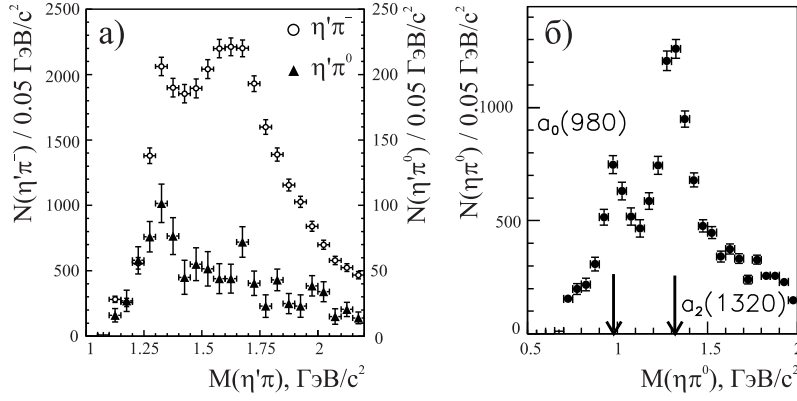 а)
η'π⁻
η'π⁰
N(η'π⁻) / 0.05 ГэВ/c²
2500
2000
1500
1000
500
0
250
200
150
100
50
0
N(η'π⁰) / 0.05 ГэВ/c²
1 1.25 1.5 1.75 2
M(η'π), ГэВ/c²
б)
N(ηπ⁰) / 0.05 ГэВ/c²
1000
500
0
a₀(980)
a₂(1320)
0.5 1 1.5 2
M(ηπ⁰), ГэВ/c²